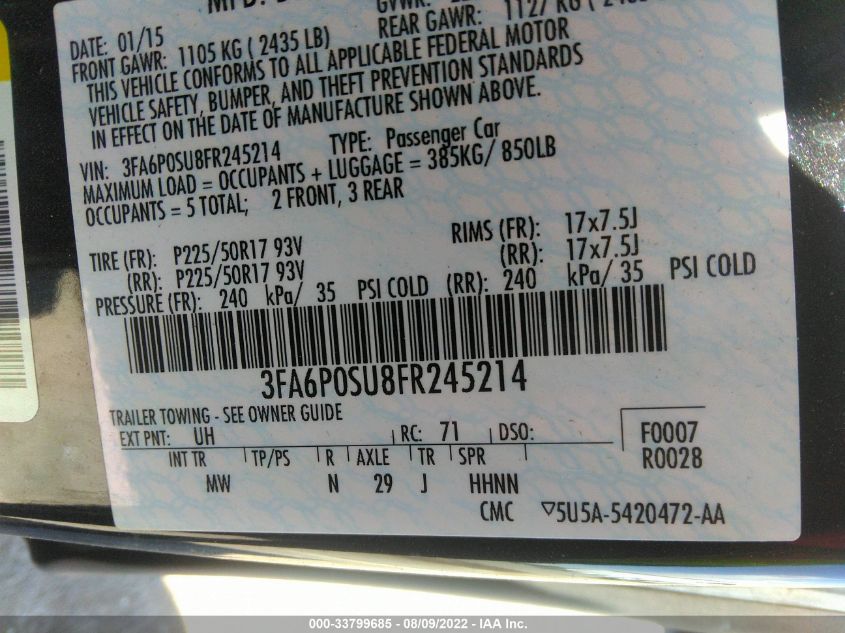 MFD.
GVWR:
DATE: 01/15
REAR GAWR: 1127 KG (
FRONT GAWR: 1105 KG ( 2435 LB)
THIS VEHICLE CONFORMS TO ALL APPLICABLE FEDERAL MOTOR
VEHICLE SAFETY, BUMPER, AND THEFT PREVENTION STANDARDS
IN EFFECT ON THE DATE OF MANUFACTURE SHOWN ABOVE.
VIN: 3FA6P0SU8FR245214 TYPE: Passenger Car
MAXIMUM LOAD = OCCUPANTS + LUGGAGE = 385KG/ 850LB
OCCUPANTS = 5 TOTAL; 2 FRONT, 3 REAR
TIRE (FR): P225/50R17 93V RIMS (FR): 17x7.5J
(RR): P225/50R17 93V (RR): 17x7.5J
PRESSURE (FR): 240 kPa/ 35 PSI COLD (RR): 240 kPa/ 35 PSI COLD
3FA6P0SU8FR245214
TRAILER TOWING - SEE OWNER GUIDE
EXT PNT: UH RC: 71 DSO: F0007
INT TR TP/PS R AXLE TR SPR R0028
MW N 29 J HHNN
CMC ▽5U5A-5420472-AA
000-33799685 - 08/09/2022 - IAA Inc.